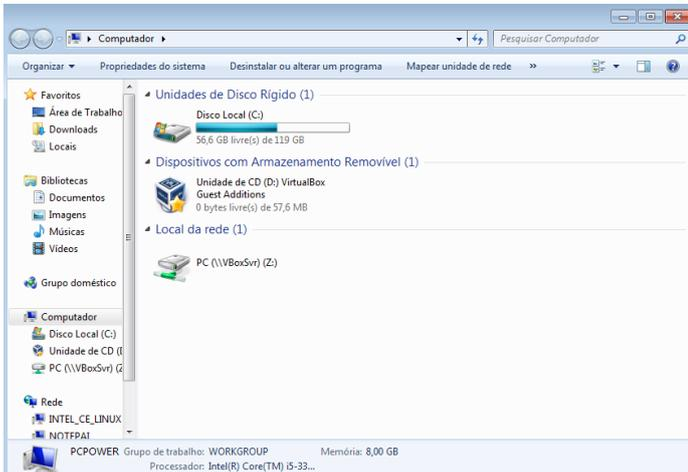 Computador
Pesquisar Computador
Organizar
Propriedades do sistema
Desinstalar ou alterar um programa
Mapear unidade de rede
»
Favoritos
Área de Trabalho
Downloads
Locais
Bibliotecas
Documentos
Imagens
Músicas
Vídeos
Grupo doméstico
Computador
Disco Local (C:)
Unidade de CD (D
PC (\\VBoxSvr) (Z
Rede
INTEL_CE_LINUX
NOTEPAI
Unidades de Disco Rígido (1)
Disco Local (C:)
56,6 GB livre(s) de 119 GB
Dispositivos com Armazenamento Removível (1)
Unidade de CD (D:) VirtualBox
Guest Additions
0 bytes livre(s) de 57,6 MB
Local da rede (1)
PC (\\VBoxSvr) (Z:)
PCPOWER Grupo de trabalho: WORKGROUP Memória: 8,00 GB
Processador: Intel(R) Core(TM) i5-33...